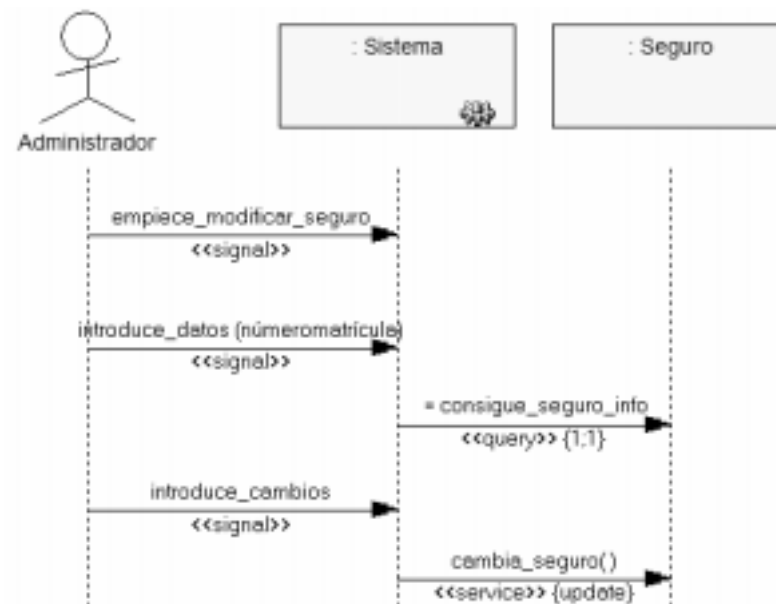 : Sistema
: Seguro
Administrador
empiece_modificar_seguro
<<signal>>
introduce_datos (númeromatrícula)
<<signal>>
= consigue_seguro_info
<<query>> {1;1}
introduce_cambios
<<signal>>
cambia_seguro()
<<service>> {update}